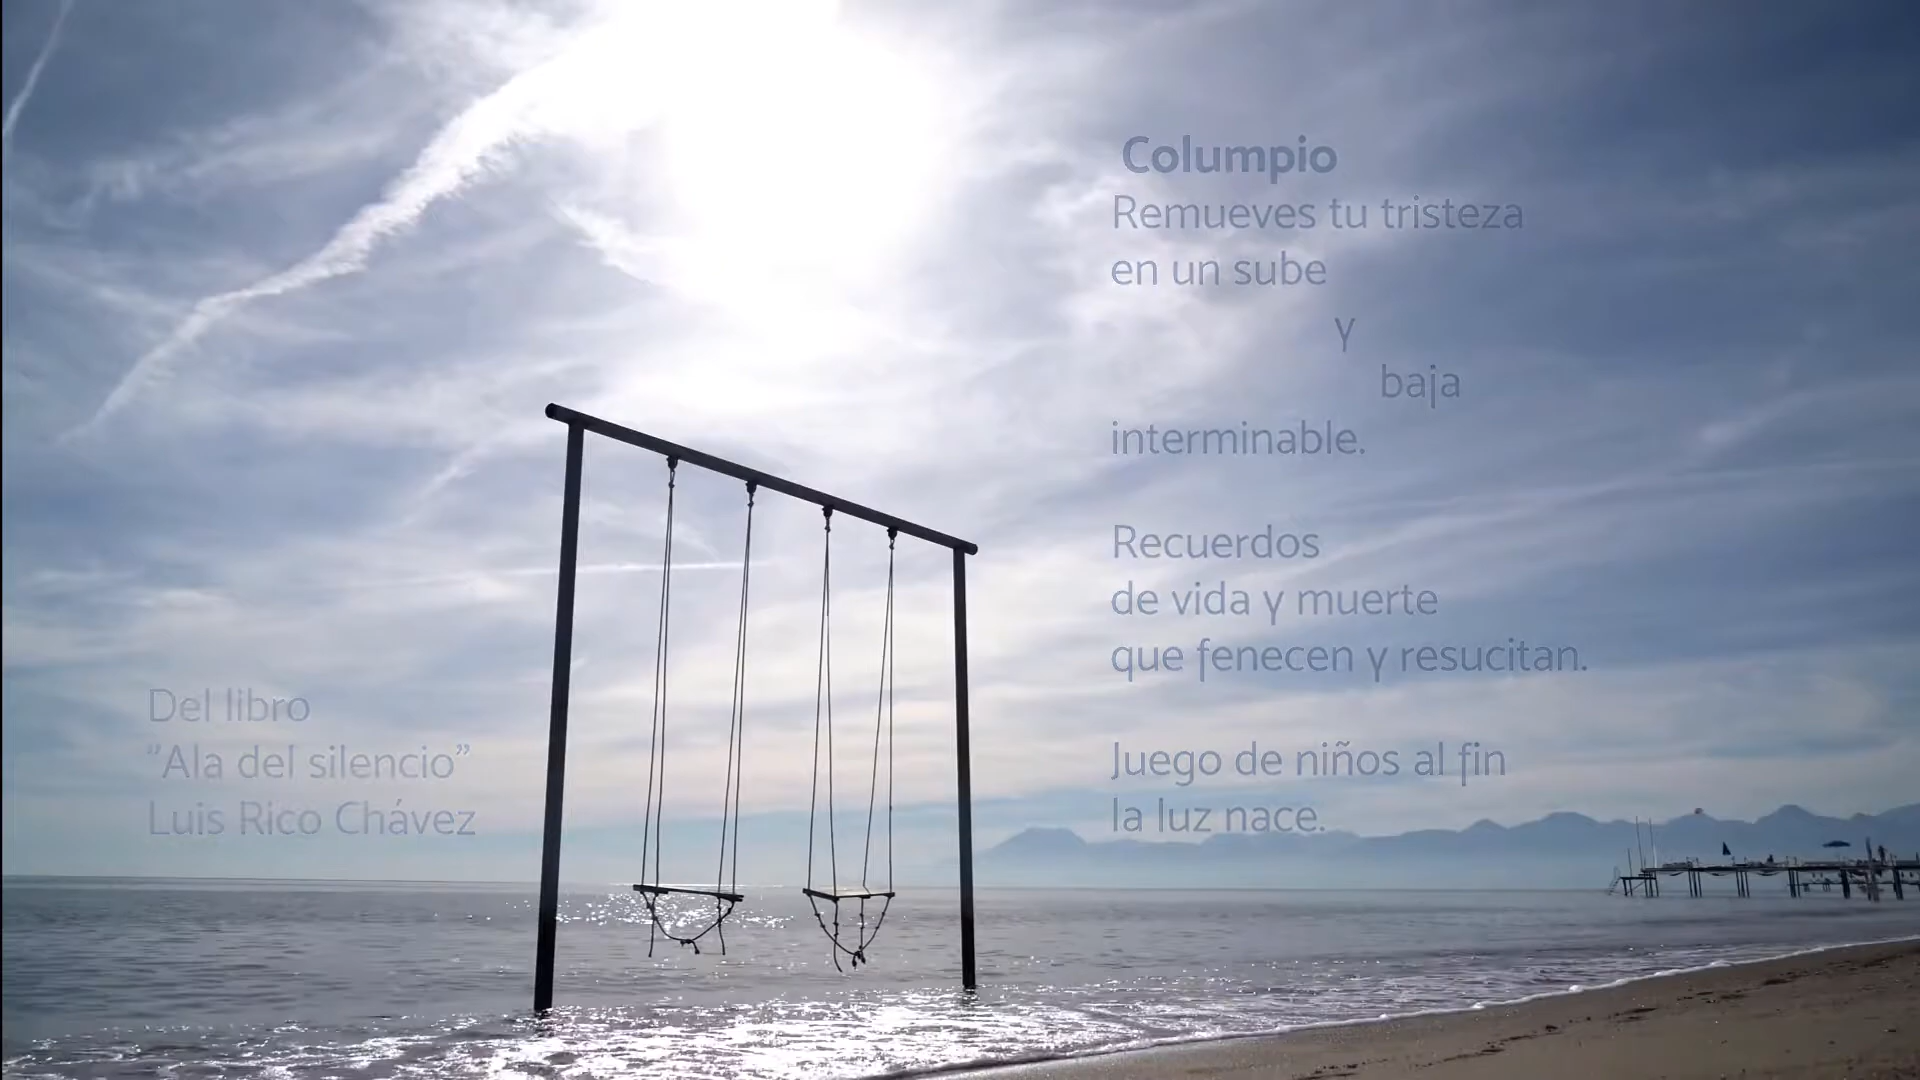 Columpio
Remueves tu tristeza
en un sube
y
baja
interminable.
Recuerdos
de vida y muerte
que fenecen y resucitan.
Juego de niños al fin
la luz nace.
Del libro
“Ala del silencio”
Luis Rico Chávez